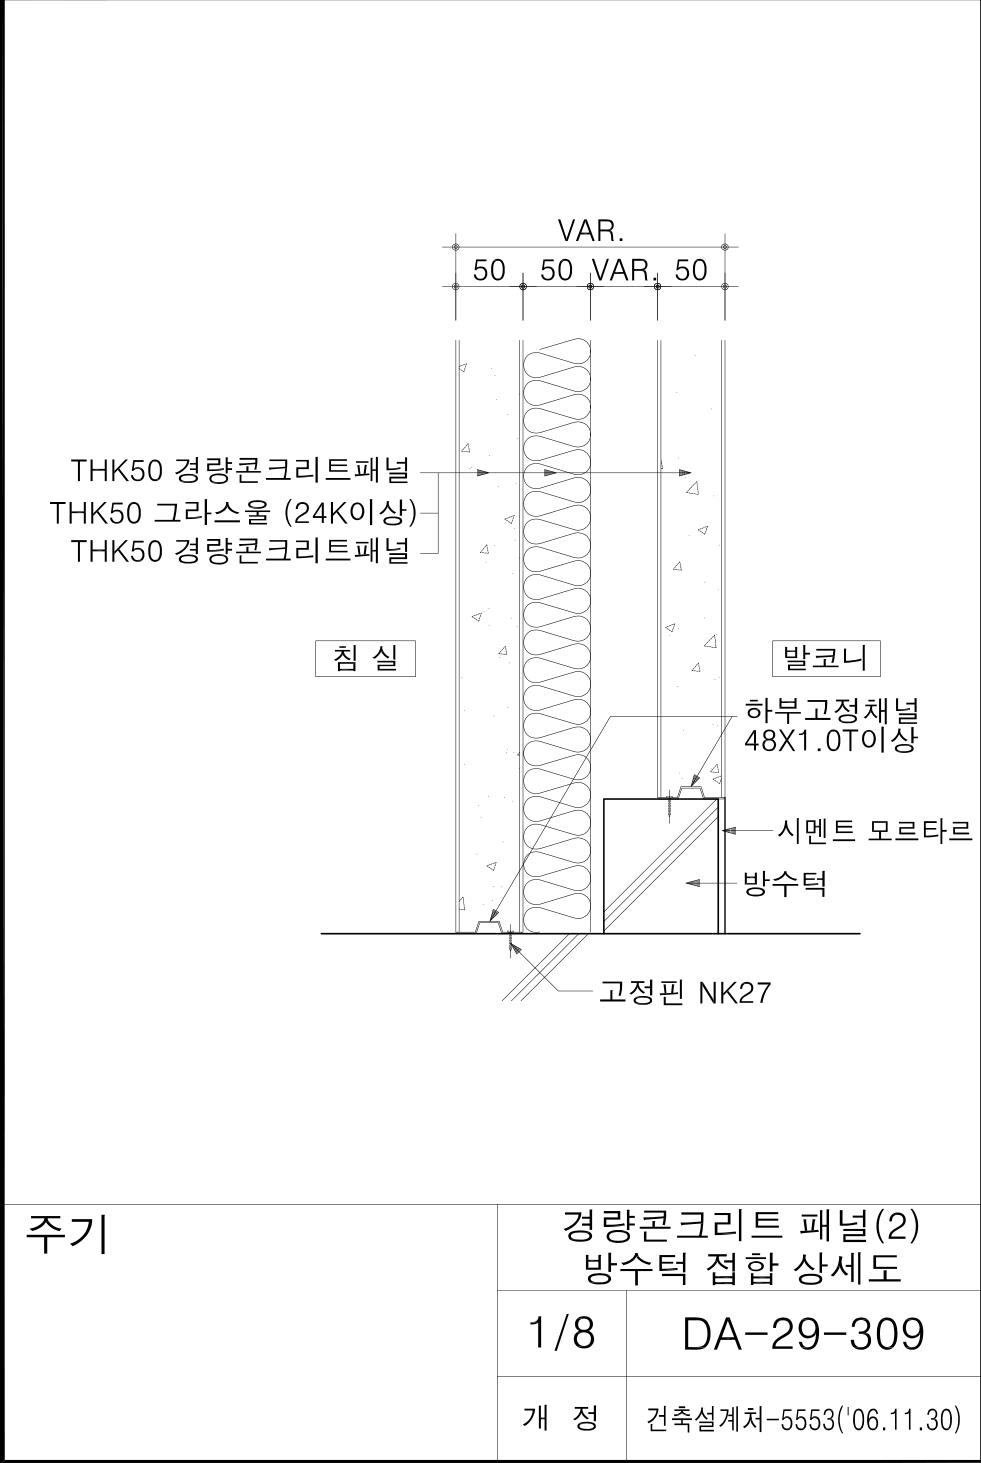 VAR.
50 50 VAR. 50
THK50 경량콘크리트패널
THK50 그라스울 (24K이상)
THK50 경량콘크리트패널
침 실
발코니
하부고정채널
48X1.0T이상
시멘트 모르타르
방수턱
고정핀 NK27
주기
경량콘크리트 패널(2)
방수턱 접합 상세도
1/8
DA-29-309
개 정
건축설계처-5553('06.11.30)